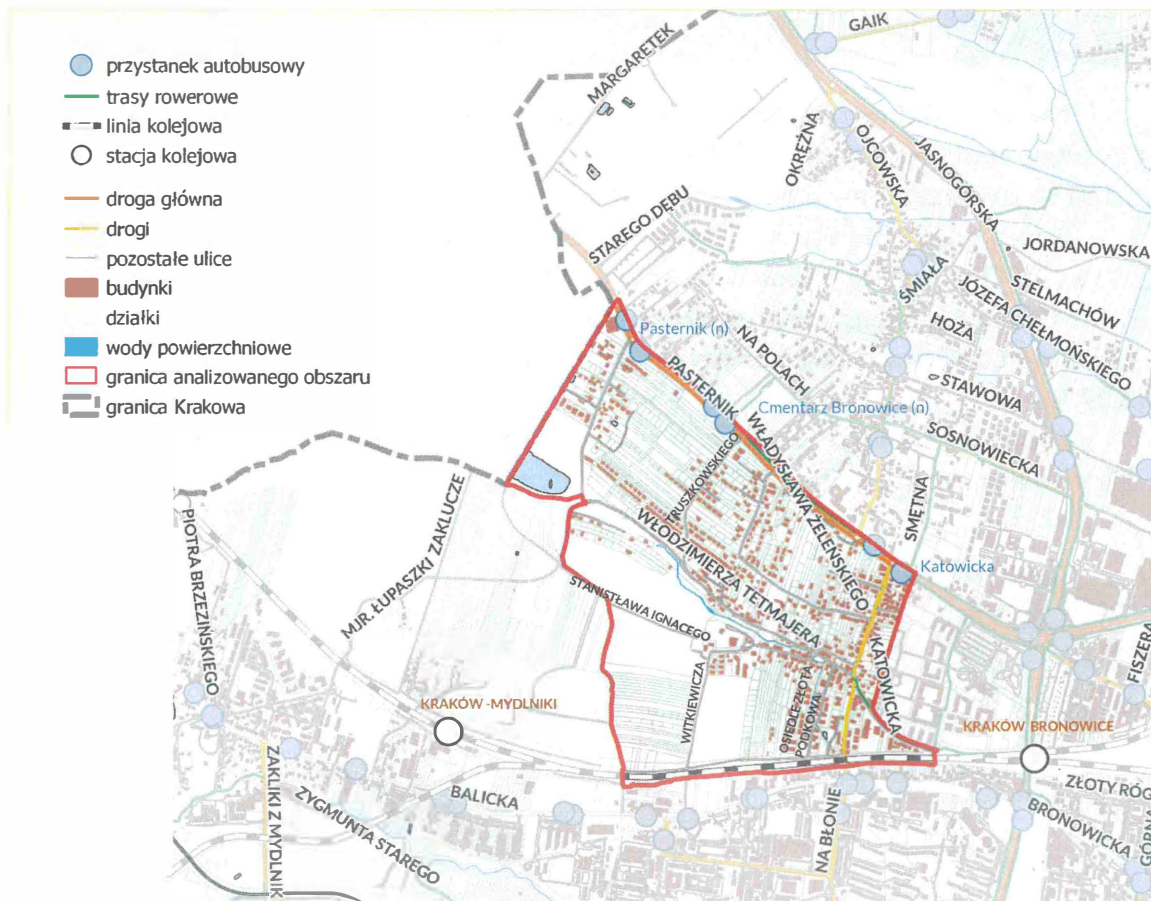 przystanek autobusowy
trasy rowerowe
linia kolejowa
stacja kolejowa
droga główna
drogi
pozostałe ulice
budynki
działki
wody powierzchniowe
granica analizowanego obszaru
granica Krakowa
GAIK
MARGARETEK
OKRĘŻNA
OJCOWSKA
JASNOGÓRSKA
STAREGO DĘBU
JORDANOWSKA
ŚMIAŁA
STELMACHÓW
JÓZEFA CHEŁMOŃSKIEGO
HOŻA
Pasternik (n)
NA POLACH
PASTERNIK
STAWOWA
Cmentarz Bronowice (n)
SOSNOWIECKA
WŁADYSŁAWA ŻELEŃSKIEGO
TRUSZKOWSKIEGO
SMĘTNA
PIOTRA BRZEZIŃSKIEGO
MJR. ŁUPASZKI ZAKLUCZE
WŁODZIMIERZA TETMAJERA
Katowicka
STANISŁAWA IGNACEGO
WITKIEWICZA
KATOWICKA
OSIEDLE ZŁOTA
PODKOWA
FISZERA
KRAKÓW -MYDLNIKI
KRAKÓW BRONOWICE
ZAKLIKI Z MYDLNIK
ZYGMUNTA STAREGO
BALICKA
NA BŁONIE
ZŁOTY RÓG
BRONOWICKA
GÓRNA